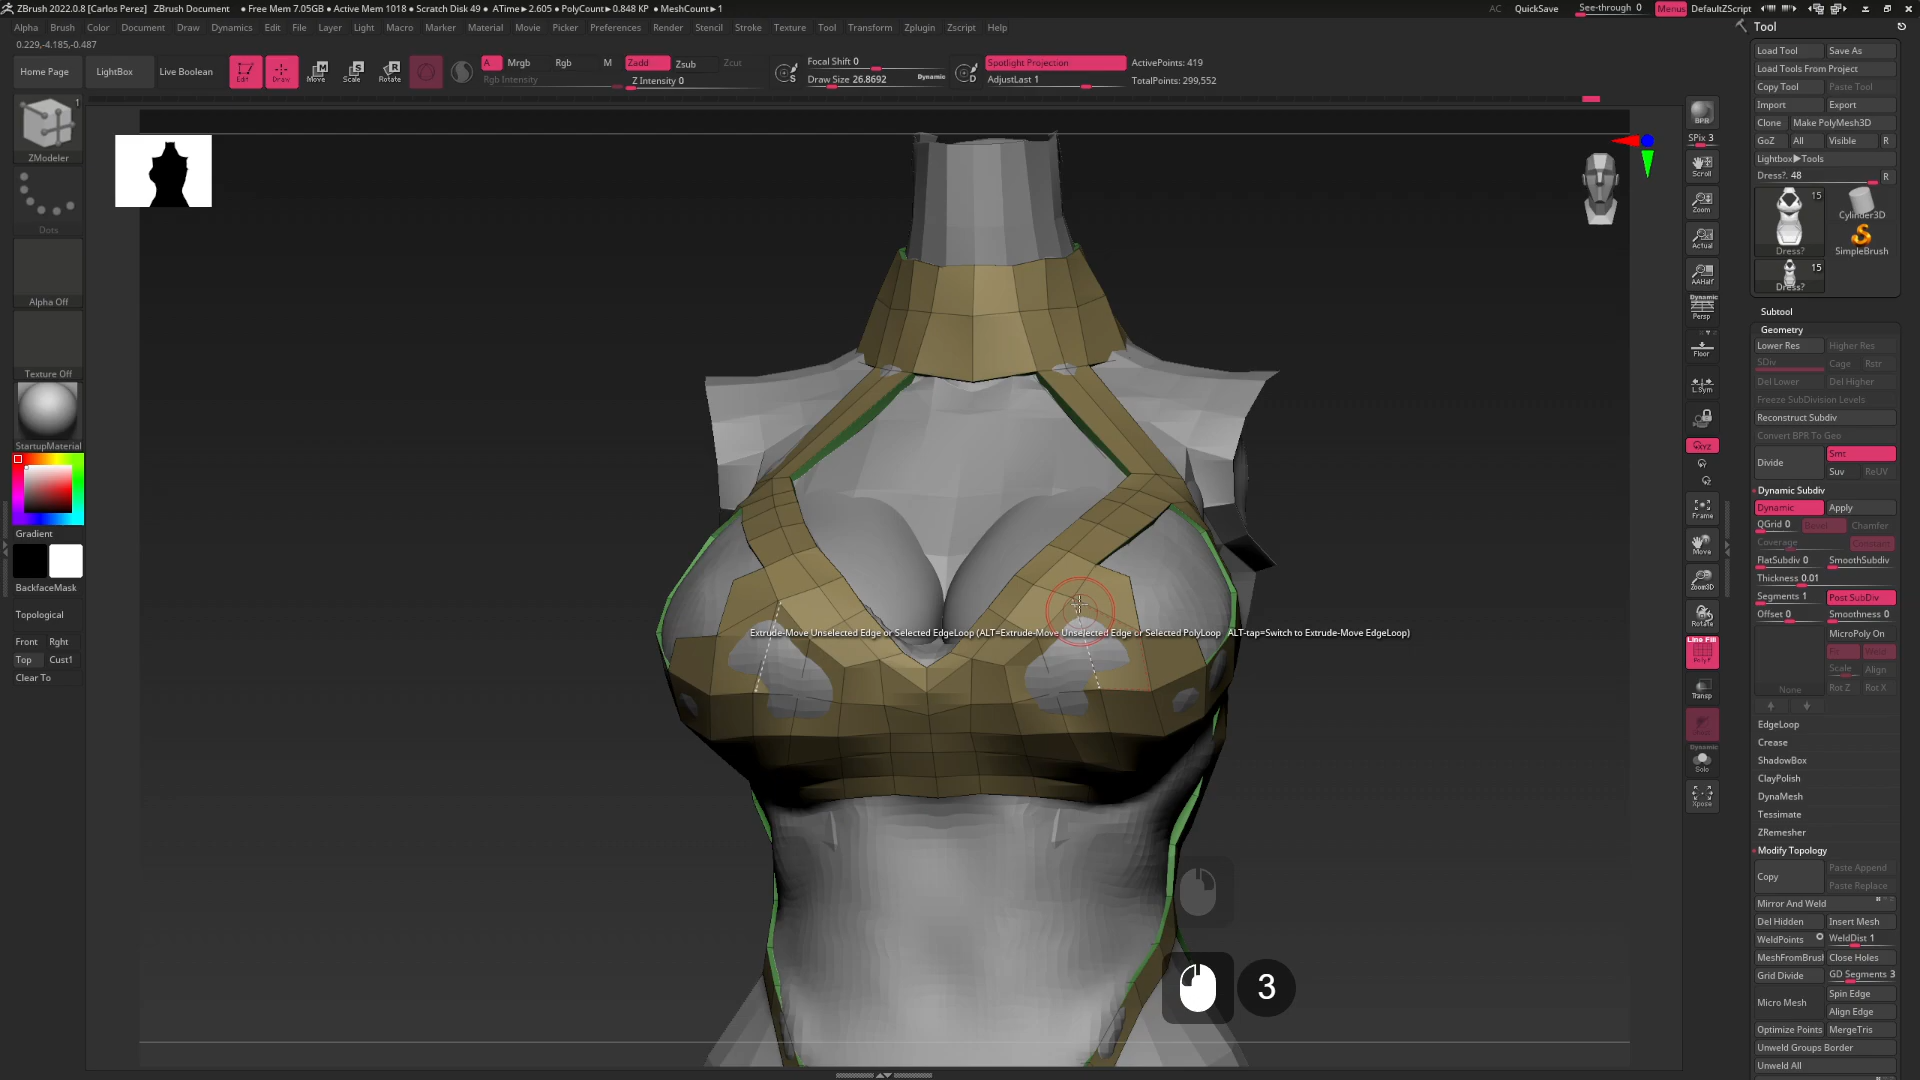 ZBrush 2022.0.8 [Carlos Perez]   ZBrush Document   • Free Mem 7.05GB • Active Mem 1018 • Scratch Disk 49 • ATime▶2.605 • PolyCount▶0.848 KP • MeshCount▶1   AC   QuickSave   See-through 0   Menus   DefaultZScript
Alpha   Brush   Color   Document   Draw   Dynamics   Edit   File   Layer   Light   Macro   Marker   Material   Movie   Picker   Preferences   Render   Stencil   Stroke   Texture   Tool   Transform   Zplugin   Zscript   Help
0.229,-4.185,-0.487
Home Page   LightBox   Live Boolean   Edit   Draw   Move   Scale   Rotate
A   Mrgb   Rgb   M   Zadd   Zsub   Zcut
Rgb Intensity   Z Intensity 0
Focal Shift 0
Draw Size 26.8692   Dynamic
Spotlight Projection
AdjustLast 1
ActivePoints: 419
TotalPoints: 299,552
1
ZModeler
Dots
Alpha Off
Texture Off
StartupMaterial
Gradient
BackfaceMask
Topological
Front   Rght
Top   Cust1
Clear To
Extrude-Move Unselected Edge or Selected EdgeLoop (ALT=Extrude-Move Unselected Edge or Selected PolyLoop   ALT-tap=Switch to Extrude-Move EdgeLoop)
3
BPR
SPix 3
Scroll
Zoom
Actual
AAHalf
Dynamic
Persp
Floor
L.Sym
XYZ
Frame
Move
Zoom3D
Rotate
Line Fill
PolyF
Transp
Dynamic
Solo
Xpose
Tool
Load Tool   Save As
Load Tools From Project
Copy Tool   Paste Tool
Import   Export
Clone   Make PolyMesh3D
GoZ   All   Visible   R
Lightbox▶Tools
Dress?. 48   R
15
Cylinder3D
Dress?   SimpleBrush
15
Dress?
Subtool
Geometry
Lower Res   Higher Res
SDiv   Cage   Rstr
Del Lower   Del Higher
Freeze SubDivision Levels
Reconstruct Subdiv
Convert BPR To Geo
Divide   Smt
Suv   ReUV
Dynamic Subdiv
Dynamic   Apply
QGrid 0   Bevel   Chamfer
Coverage   Constant
FlatSubdiv 0   SmoothSubdiv
Thickness 0.01
Segments 1   Post SubDiv
Offset 0   Smoothness 0
MicroPoly On
Fit   Weld
Scale   Align
None   Rot Z   Rot X
EdgeLoop
Crease
ShadowBox
ClayPolish
DynaMesh
Tessimate
ZRemesher
Modify Topology
Copy   Paste Append
Paste Replace
Mirror And Weld
Del Hidden   Insert Mesh
WeldPoints   WeldDist 1
MeshFromBrush   Close Holes
Grid Divide   GD Segments 3
Micro Mesh   Spin Edge
Align Edge
Optimize Points   MergeTris
Unweld Groups Border
Unweld All